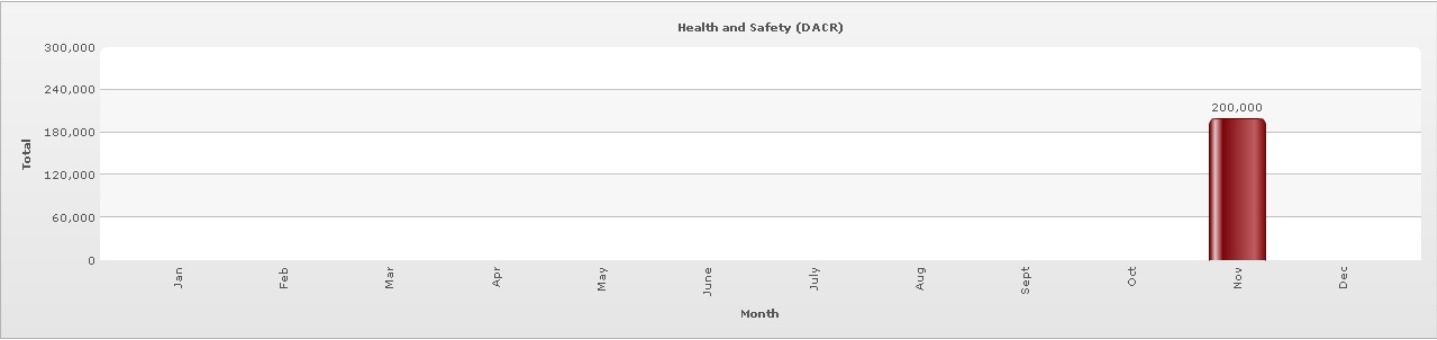 Health and Safety (DACR)
300,000
240,000
200,000
180,000
Total
120,000
60,000
0
Jan
Feb
Mar
Apr
May
June
July
Aug
Sept
Oct
Nov
Dec
Month